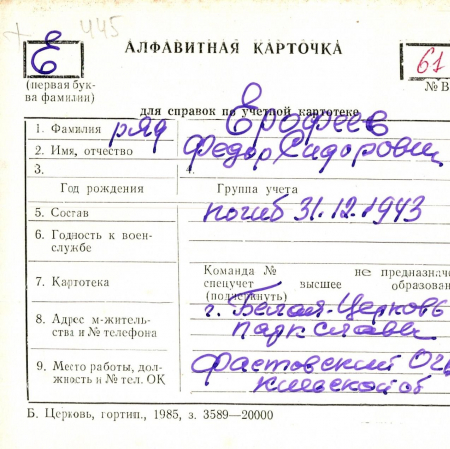 445
Е
АЛФАВИТНАЯ КАРТОЧКА
61
(первая бук-
ва фамилии)
№ В
для справок по учетной картотеке
1. Фамилия ряд Ерофеев
2. Имя, отчество Федор Сидорович
3.
4.
Год рождения Группа учета
5. Состав погиб 31.12.1943
6. Годность к воен-
службе
Команда № не предназначе
7. Картотека спецучет высшее образован
(подчеркнуть)
8. Адрес м-житель- г. Белая-Церковь
ства и № телефона парк славы
9. Место работы, дол- Фастовский
жность и № тел. ОК Киевской об
Б. Церковь, гортип., 1985, з. 3589—20000